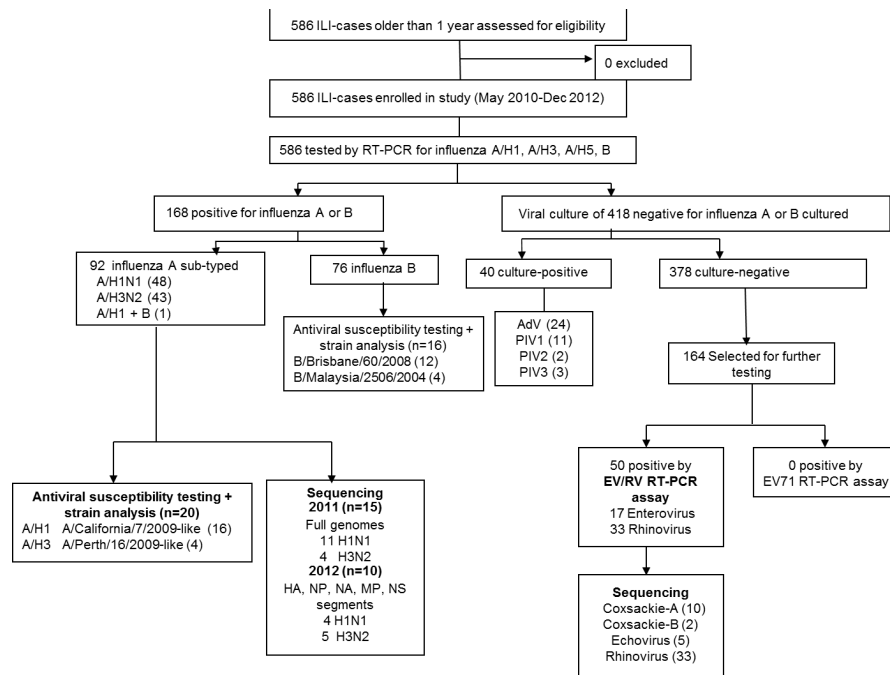 586 ILI-cases older than 1 year assessed for eligibility
0 excluded
586 ILI-cases enrolled in study (May 2010-Dec 2012)
586 tested by RT-PCR for influenza A/H1, A/H3, A/H5, B
168 positive for influenza A or B
Viral culture of 418 negative for influenza A or B cultured
92 influenza A sub-typed
A/H1N1 (48)
A/H3N2 (43)
A/H1 + B (1)
76 influenza B
40 culture-positive
378 culture-negative
Antiviral susceptibility testing +
strain analysis (n=16)
B/Brisbane/60/2008 (12)
B/Malaysia/2506/2004 (4)
AdV (24)
PIV1 (11)
PIV2 (2)
PIV3 (3)
164 Selected for further
testing
Antiviral susceptibility testing +
strain analysis (n=20)
A/H1 A/California/7/2009-like (16)
A/H3 A/Perth/16/2009-like (4)
Sequencing
2011 (n=15)
Full genomes
11 H1N1
4 H3N2
2012 (n=10)
HA, NP, NA, MP, NS
segments
4 H1N1
5 H3N2
50 positive by
EV/RV RT-PCR
assay
17 Enterovirus
33 Rhinovirus
0 positive by
EV71 RT-PCR assay
Sequencing
Coxsackie-A (10)
Coxsackie-B (2)
Echovirus (5)
Rhinovirus (33)